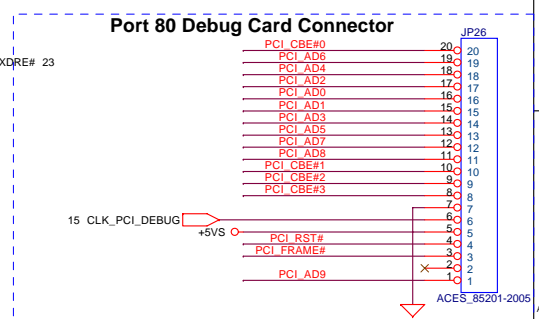 Port 80 Debug Card Connector
JP26
XDRE# 23
PCI_CBE#0 20 20
PCI_AD6 19 19
PCI_AD4 18 18
PCI_AD2 17 17
PCI_AD0 16 16
PCI_AD1 15 15
PCI_AD3 14 14
PCI_AD5 13 13
PCI_AD7 12 12
PCI_AD8 11 11
PCI_CBE#1 10 10
PCI_CBE#2 9 9
PCI_CBE#3 8 8
7 7
15 CLK_PCI_DEBUG 6 6
+5VS 5 5
PCI_RST# 4 4
PCI_FRAME# 3 3
2 2
PCI_AD9 1 1
ACES_85201-2005